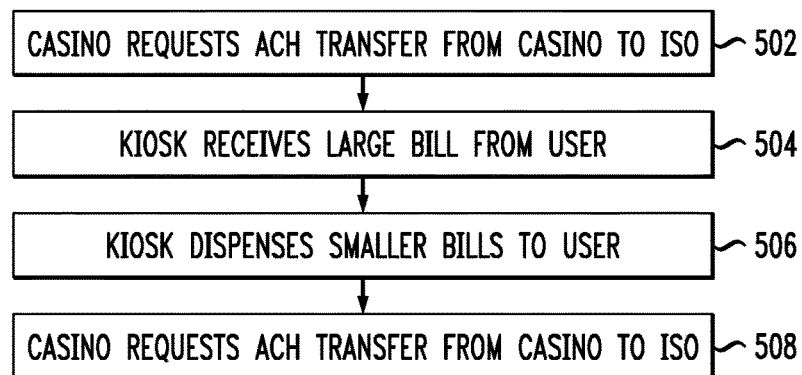 CASINO REQUESTS ACH TRANSFER FROM CASINO TO ISO 502
KIOSK RECEIVES LARGE BILL FROM USER 504
KIOSK DISPENSES SMALLER BILLS TO USER 506
CASINO REQUESTS ACH TRANSFER FROM CASINO TO ISO 508